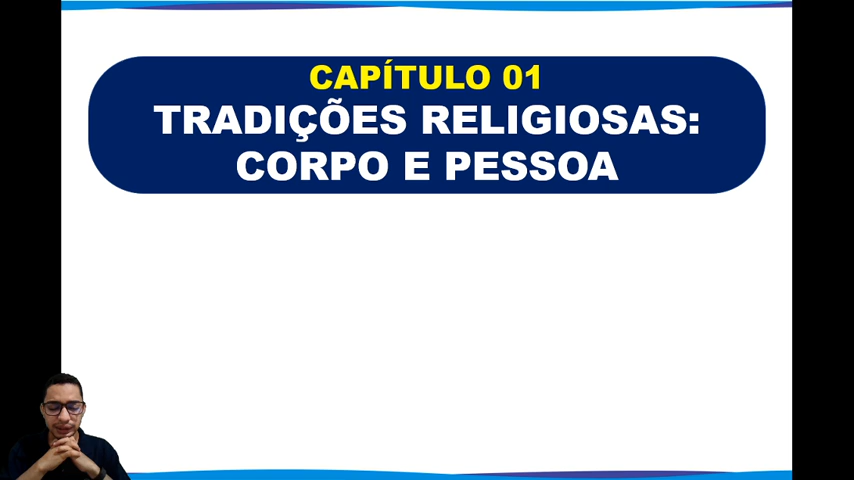 CAPÍTULO 01
TRADIÇÕES RELIGIOSAS:
CORPO E PESSOA